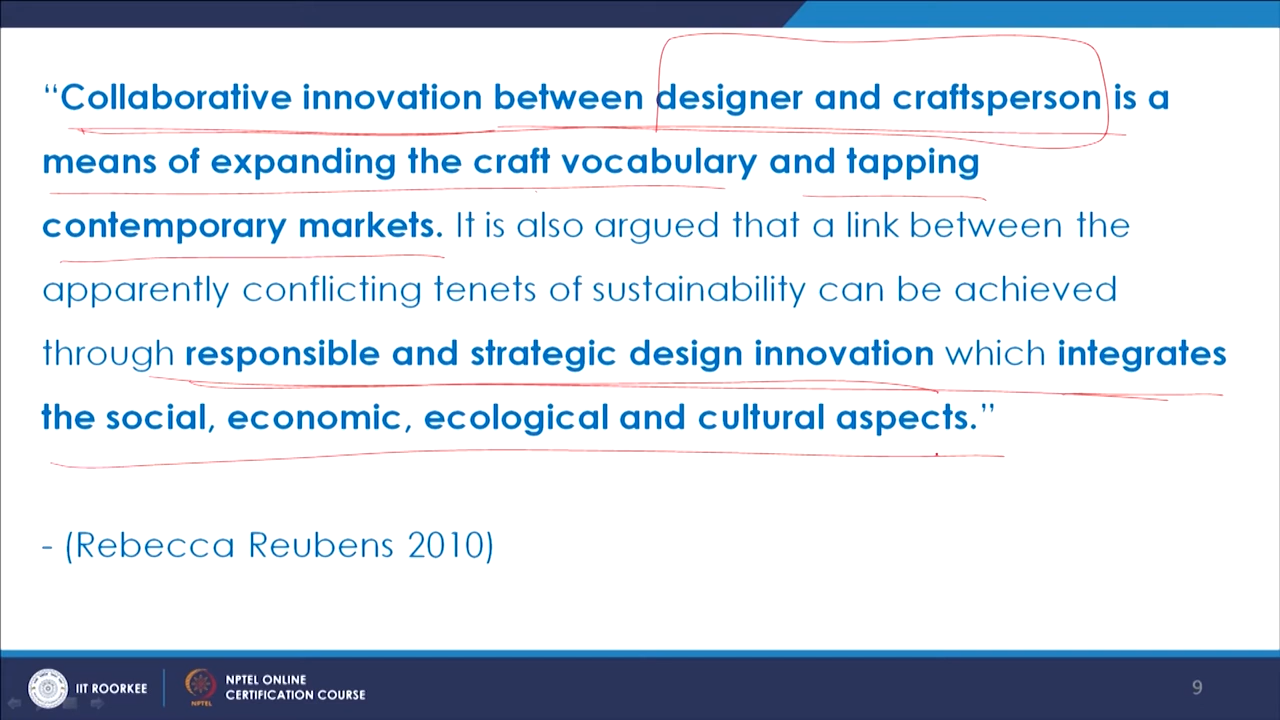 “Collaborative innovation between designer and craftsperson is a
means of expanding the craft vocabulary and tapping
contemporary markets. It is also argued that a link between the
apparently conflicting tenets of sustainability can be achieved
through responsible and strategic design innovation which integrates
the social, economic, ecological and cultural aspects.”
- (Rebecca Reubens 2010)
IIT ROORKEE
NPTEL
NPTEL ONLINE
CERTIFICATION COURSE
9